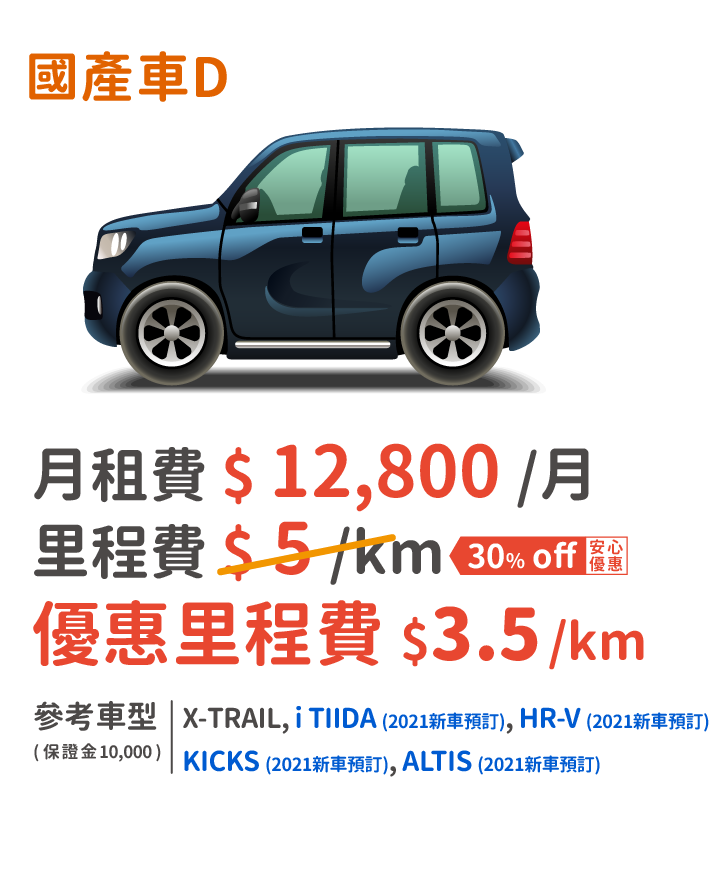 國產車D
月租費 $ 12,800 /月
里程費 $ 5 /km 30% off 安心優惠
優惠里程費 $3.5/km
參考車型 X-TRAIL, i TIIDA (2021新車預訂), HR-V (2021新車預訂)
(保證金10,000) KICKS (2021新車預訂), ALTIS (2021新車預訂)